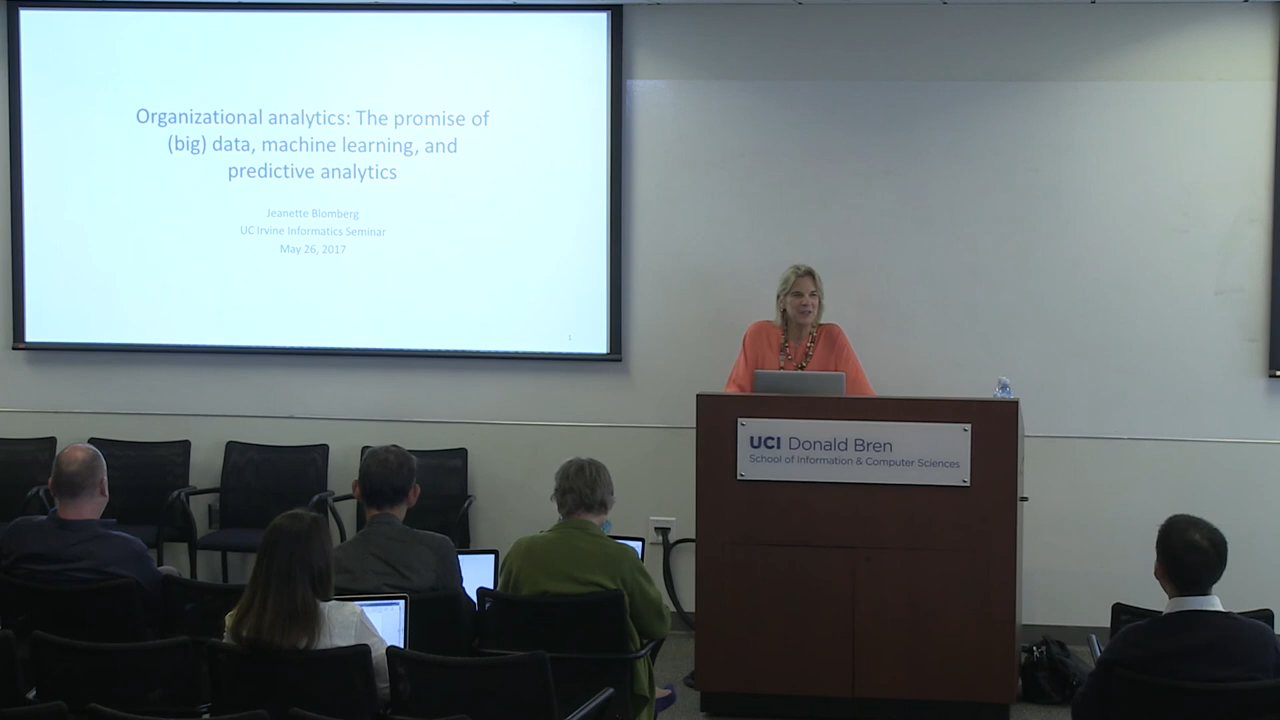 Organizational analytics: The promise of
(big) data, machine learning, and
predictive analytics
Jeanette Blomberg
UC Irvine Informatics Seminar
May 26, 2017
1
UCI Donald Bren
School of Information & Computer Sciences